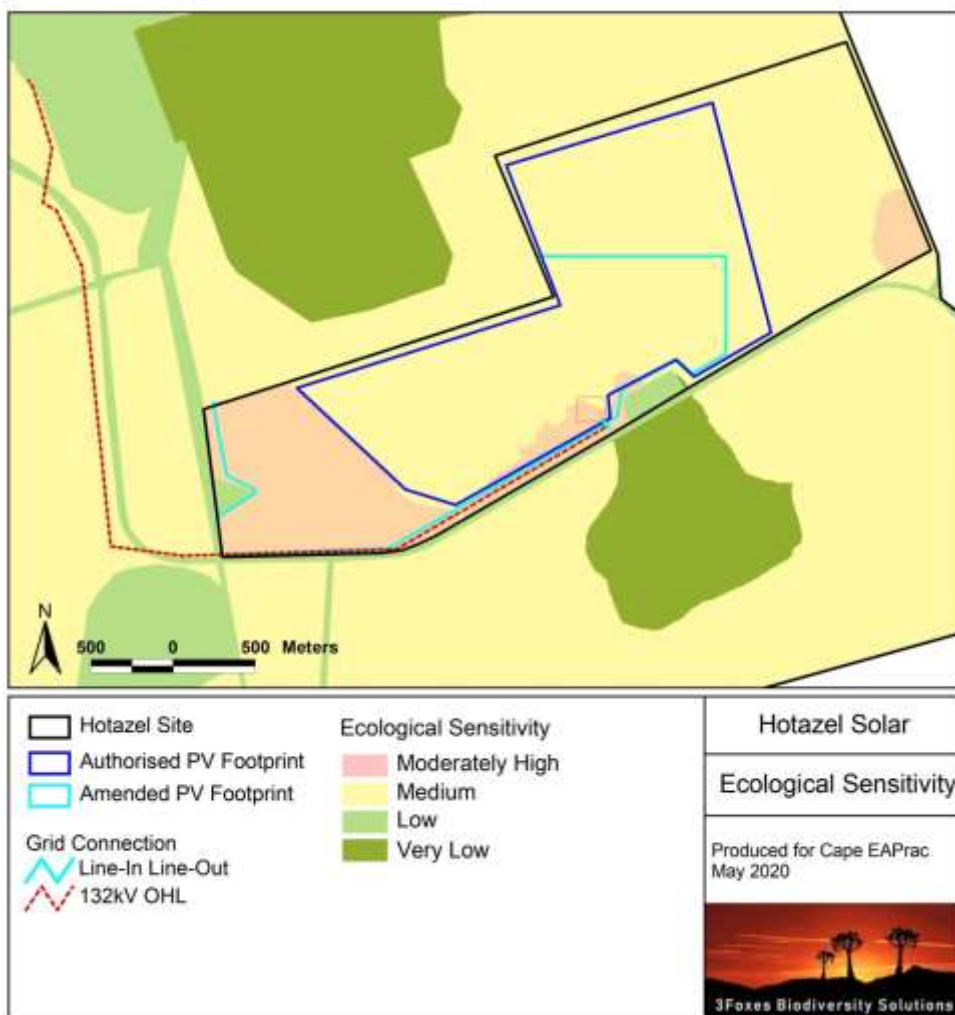 N
500 0 500 Meters
Hotazel Site
Authorised PV Footprint
Amended PV Footprint
Grid Connection
Line-In Line-Out
132kV OHL
Ecological Sensitivity
Moderately High
Medium
Low
Very Low
Hotazel Solar
Ecological Sensitivity
Produced for Cape EAPrac
May 2020
3Foxes Biodiversity Solutions